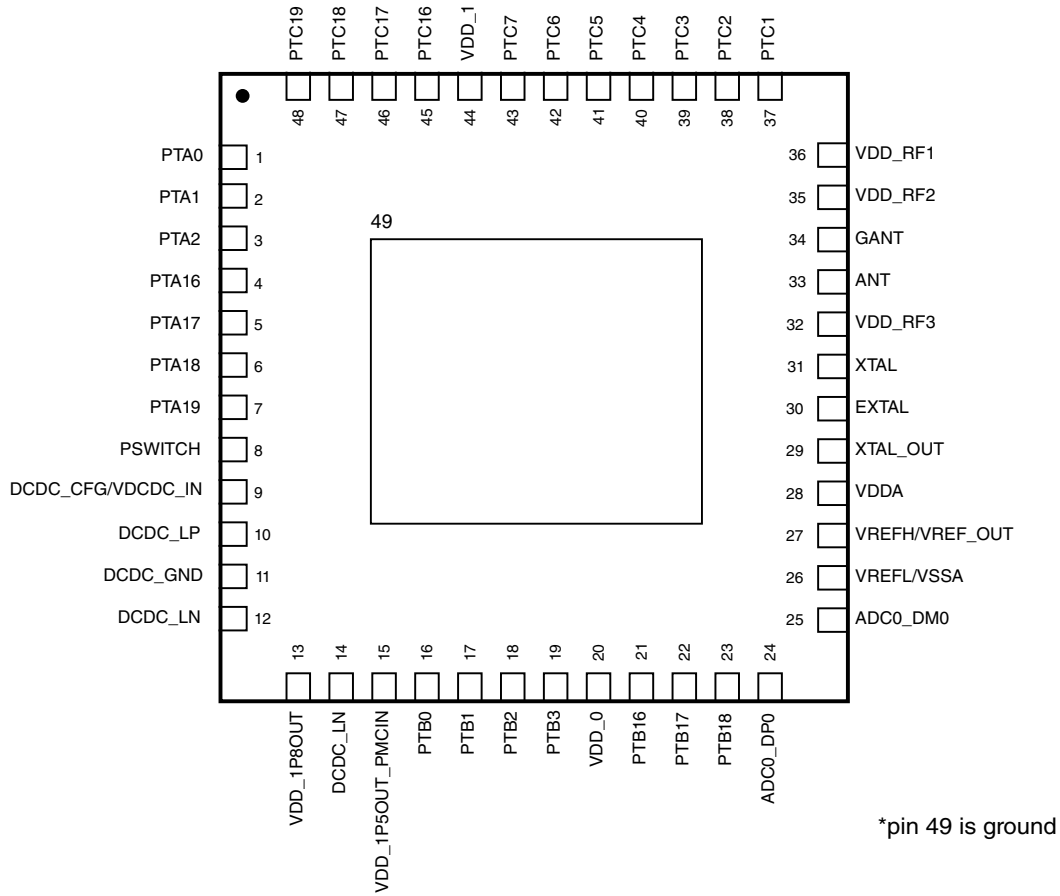 PTC19 PTC18 PTC17 PTC16 VDD_1 PTC7 PTC6 PTC5 PTC4 PTC3 PTC2 PTC1
48 47 46 45 44 43 42 41 40 39 38 37
PTA0 1
PTA1 2
PTA2 3
PTA16 4
PTA17 5
PTA18 6
PTA19 7
PSWITCH 8
DCDC_CFG/VDCDC_IN 9
DCDC_LP 10
DCDC_GND 11
DCDC_LN 12
49
36 VDD_RF1
35 VDD_RF2
34 GANT
33 ANT
32 VDD_RF3
31 XTAL
30 EXTAL
29 XTAL_OUT
28 VDDA
27 VREFH/VREF_OUT
26 VREFL/VSSA
25 ADC0_DM0
13 14 15 16 17 18 19 20 21 22 23 24
VDD_1P8OUT DCDC_LN VDD_1P5OUT_PMCIN PTB0 PTB1 PTB2 PTB3 VDD_0 PTB16 PTB17 PTB18 ADC0_DP0
*pin 49 is ground